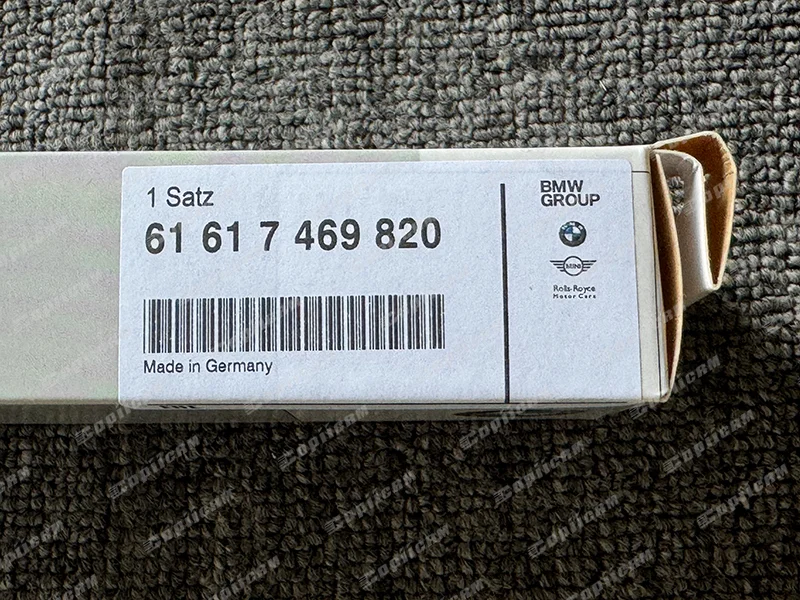 1 Satz
61 61 7 469 820
Made in Germany
BMW
GROUP
MINI
Rolls-Royce
Motor Cars